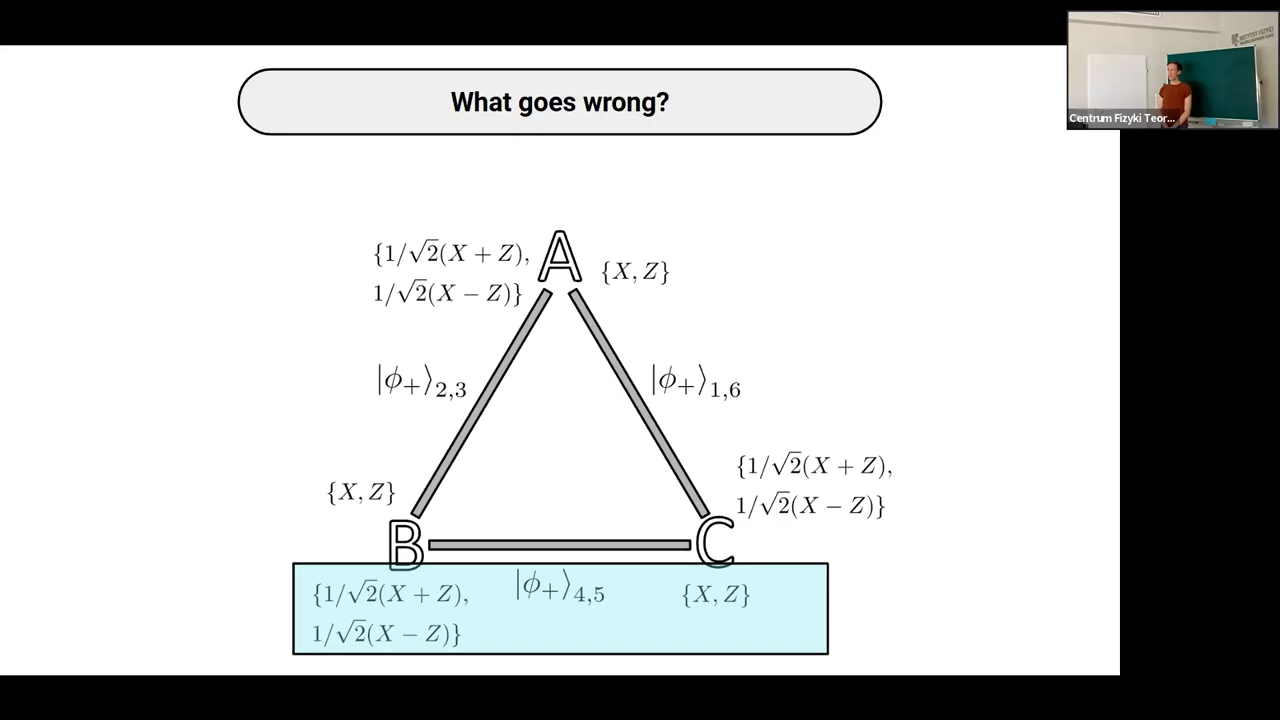 What goes wrong?
{1/√2(X + Z),
1/√2(X − Z)}
A
{X, Z}
|ϕ₊⟩₂,₃
|ϕ₊⟩₁,₆
{X, Z}
B
C
{1/√2(X + Z),
1/√2(X − Z)}
{1/√2(X + Z),
1/√2(X − Z)}
|ϕ₊⟩₄,₅
{X, Z}
Centrum Fizyki Teor...